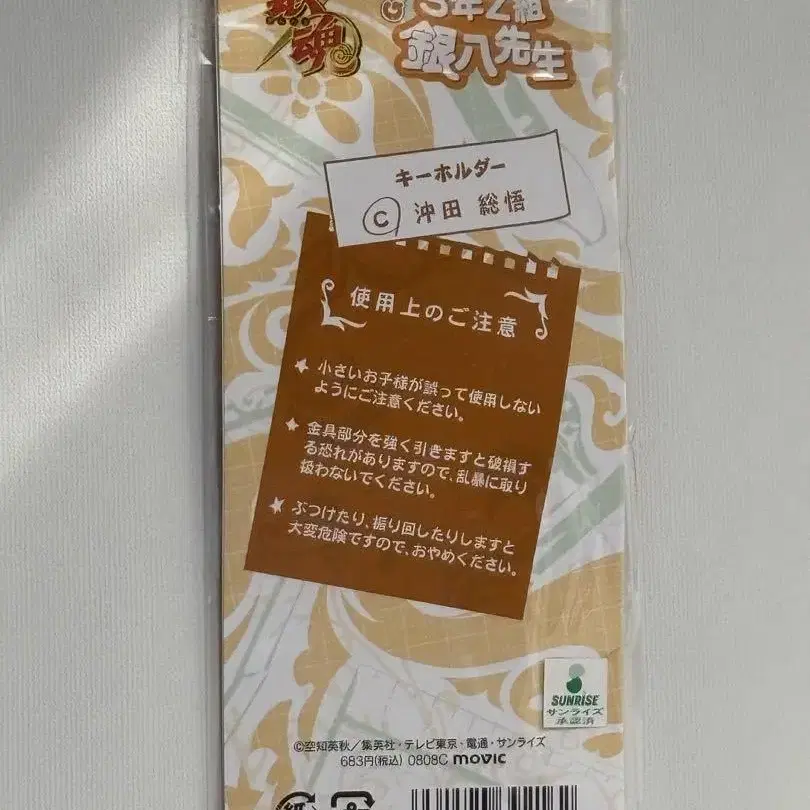 銀魂
3年Z組
銀八先生
キーホルダー
C 沖田 総悟
使用上のご注意
小さいお子様が誤って使用しない
ようにご注意ください。
金具部分を強く引きますと破損す
る恐れがありますので、乱暴に取り
扱わないでください。
ぶつけたり、振り回したりしますと
大変危険ですので、おやめください。
SUNRISE
サンライズ
承認済
©空知英秋／集英社・テレビ東京・電通・サンライズ
683円(税込) 0808C movic
紙
プラ